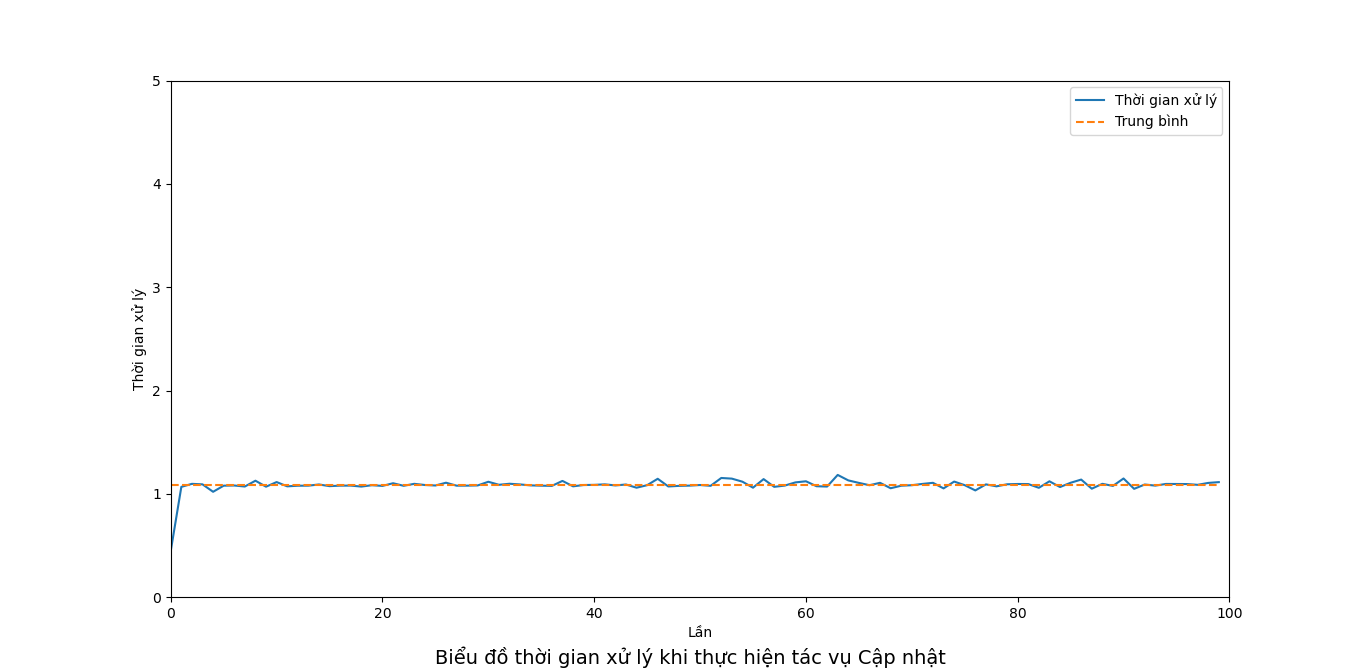 5
Thời gian xử lý
Trung bình
4
3
2
1
0
Thời gian xử lý
0 20 40 60 80 100
Lần
Biểu đồ thời gian xử lý khi thực hiện tác vụ Cập nhật